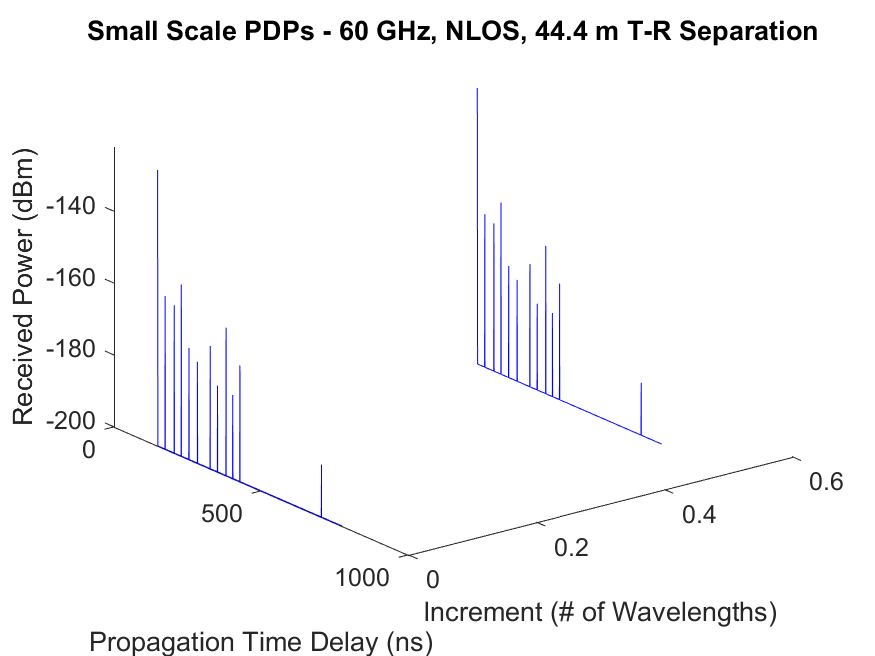 Small Scale PDPs - 60 GHz, NLOS, 44.4 m T-R Separation
Received Power (dBm)
-140
-160
-180
-200
0
500
1000
Propagation Time Delay (ns)
0
0.2
0.4
0.6
Increment (# of Wavelengths)